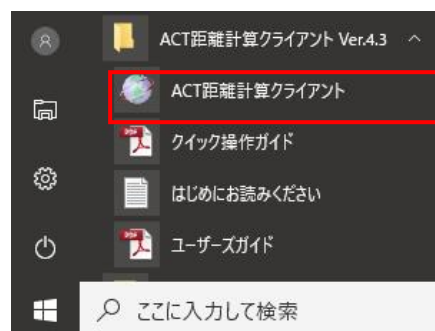 ACT距離計算クライアント Ver.4.3
ACT距離計算クライアント
クイック操作ガイド
はじめにお読みください
ユーザーズガイド
ここに入力して検索